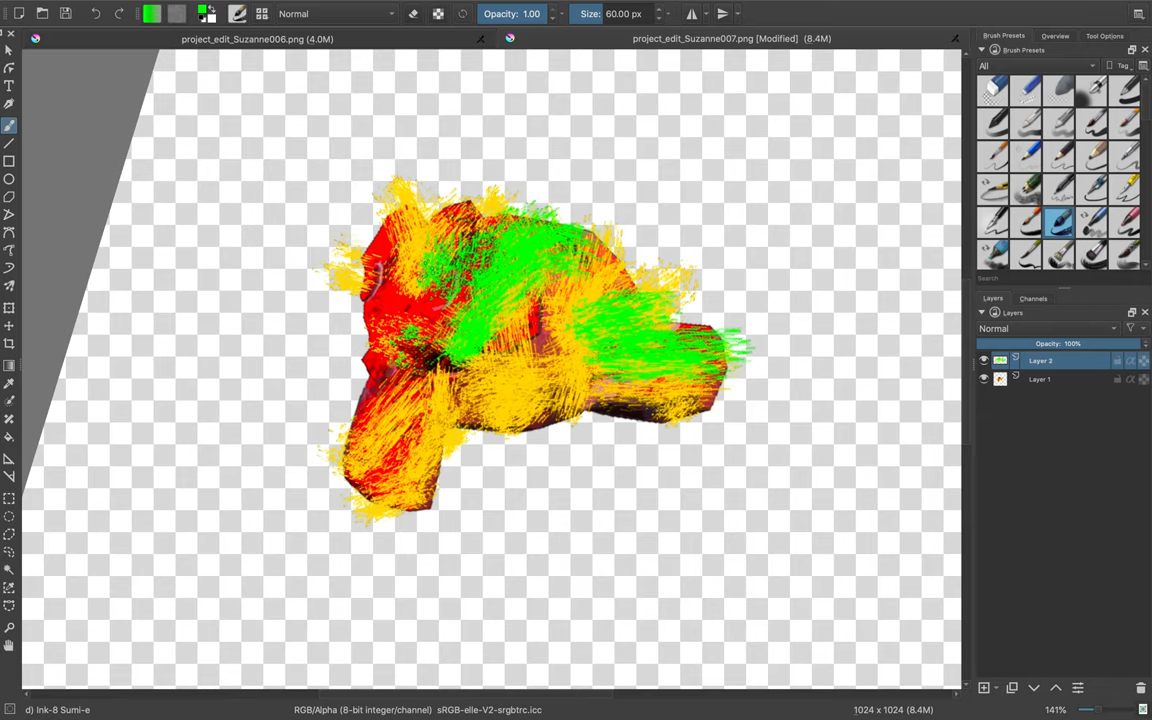 Normal
Opacity: 1.00
Size: 60.00 px
project_edit_Suzanne006.png (4.0M)
project_edit_Suzanne007.png [Modified] (8.4M)
Brush Presets
Overview
Tool Options
Brush Presets
All
Tag
Search
Layers
Channels
Layers
Normal
Opacity: 100%
Layer 2
Layer 1
d) Ink-8 Sumi-e
RGB/Alpha (8-bit integer/channel) sRGB-elle-V2-srgbtrc.icc
1024 x 1024 (8.4M)
141%